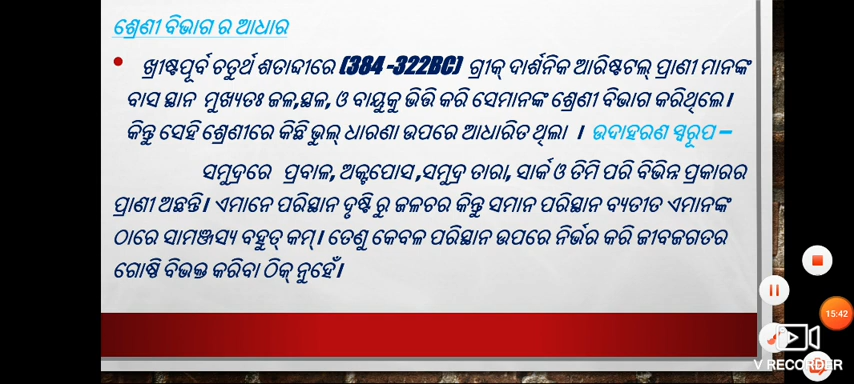 ଶ୍ରେଣୀ ବିଭାଗ ର ଆଧାର
• ଖ୍ରୀଷ୍ଟପୂର୍ବ ଚତୁର୍ଥ ଶତାବ୍ଦୀରେ (384 -322BC) ଗ୍ରୀକ୍ ଦାର୍ଶନିକ ଆରିଷ୍ଟଟଲ୍ ପ୍ରାଣୀ ମାନଙ୍କ
ବାସ ସ୍ଥାନ ମୁଖ୍ୟତଃ ଜଳ,ସ୍ଥଳ, ଓ ବାୟୁକୁ ଭିତ୍ତି କରି ସେମାନଙ୍କ ଶ୍ରେଣୀ ବିଭାଗ କରିଥିଲେ ।
କିନ୍ତୁ ସେହି ଶ୍ରେଣୀରେ କିଛି ଭୁଲ୍ ଧାରଣା ଉପରେ ଆଧାରିତ ଥିଲା । ଉଦାହରଣ ସ୍ୱରୂପ –
ସମୁଦ୍ରରେ ପ୍ରବାଳ, ଅକ୍ଟପୋସ ,ସମୁଦ୍ର ତାରା, ସାର୍କ ଓ ତିମି ପରି ବିଭିନ୍ନ ପ୍ରକାରର
ପ୍ରାଣୀ ଅଛନ୍ତି । ଏମାନେ ପରିସ୍ଥାନ ଦୃଷ୍ଟି ରୁ ଜଳଚର କିନ୍ତୁ ସମାନ ପରିସ୍ଥାନ ବ୍ୟତୀତ ଏମାନଙ୍କ
ଠାରେ ସାମଞ୍ଜସ୍ୟ ବହୁତ୍ କମ୍ । ତେଣୁ କେବଳ ପରିସ୍ଥାନ ଉପରେ ନିର୍ଭର କରି ଜୀବଜଗତର
ଗୋଷ୍ଠି ବିଭକ୍ତ କରିବା ଠିକ୍ ନୁହେଁ ।
15:42
V RECORDER